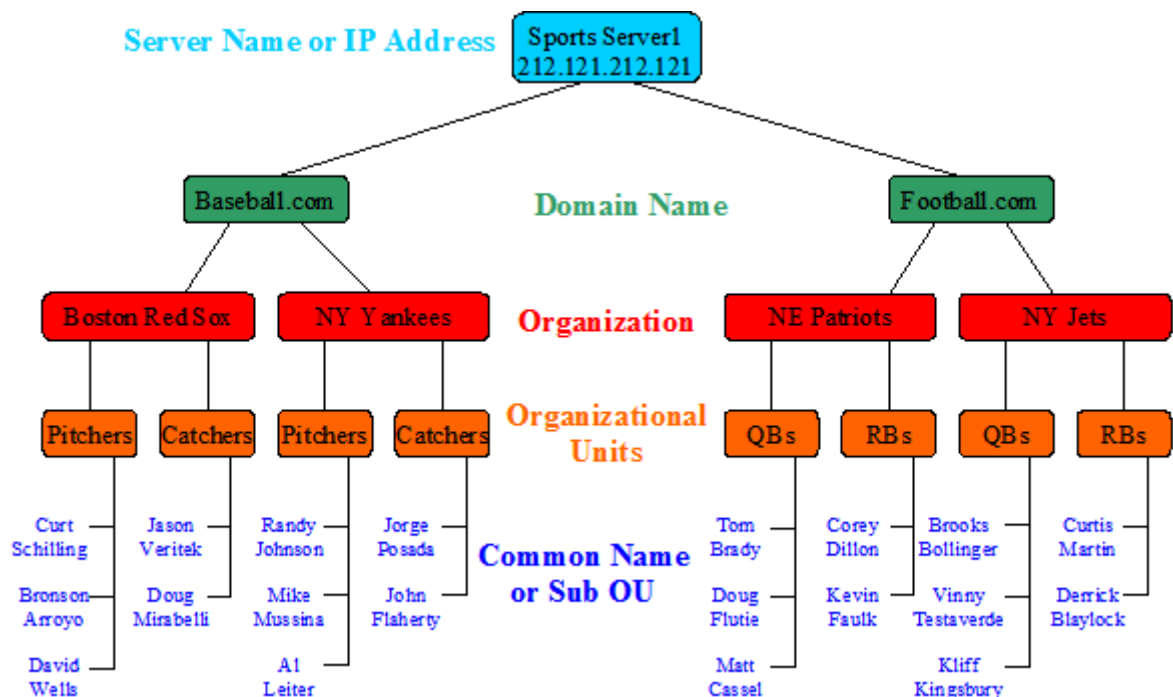 Server Name or IP Address
Sports Server1
212.121.212.121
Baseball.com
Domain Name
Football.com
Boston Red Sox
NY Yankees
Organization
NE Patriots
NY Jets
Pitchers
Catchers
Pitchers
Catchers
Organizational
Units
QBs
RBs
QBs
RBs
Curt
Schilling
Jason
Veritek
Randy
Johnson
Jorge
Posada
Common Name
or Sub OU
Tom
Brady
Corey
Dillon
Brooks
Bollinger
Curtis
Martin
Bronson
Arroyo
Doug
Mirabelli
Mike
Mussina
John
Flaherty
Doug
Flutie
Kevin
Faulk
Vinny
Testaverde
Derrick
Blaylock
David
Wells
Al
Leiter
Matt
Cassel
Kliff
Kingsbury